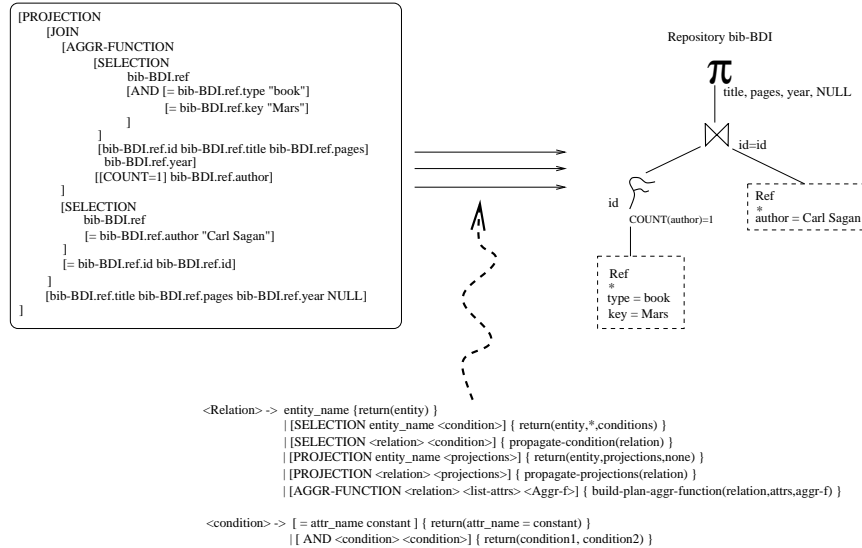 [PROJECTION
[JOIN
[AGGR-FUNCTION
[SELECTION
bib-BDI.ref
[AND [= bib-BDI.ref.type "book"]
[= bib-BDI.ref.key "Mars"]
]
]
[bib-BDI.ref.id bib-BDI.ref.title bib-BDI.ref.pages]
bib-BDI.ref.year]
[[COUNT=1] bib-BDI.ref.author]
]
[SELECTION
bib-BDI.ref
[= bib-BDI.ref.author "Carl Sagan"]
]
[= bib-BDI.ref.id bib-BDI.ref.id]
]
[bib-BDI.ref.title bib-BDI.ref.pages bib-BDI.ref.year NULL]
]
Repository bib-BDI
π
title, pages, year, NULL
id=id
id
COUNT(author)=1
Ref
*
author = Carl Sagan
Ref
*
type = book
key = Mars
<Relation> -> entity_name {return(entity) }
| [SELECTION entity_name <condition>] { return(entity,*,conditions) }
| [SELECTION <relation> <condition>] { propagate-condition(relation) }
| [PROJECTION entity_name <projections>] { return(entity,projections,none) }
| [PROJECTION <relation> <projections>] { propagate-projections(relation) }
| [AGGR-FUNCTION <relation> <list-attrs> <Aggr-f>] { build-plan-aggr-function(relation,attrs,aggr-f) }
<condition> -> [ = attr_name constant ] { return(attr_name = constant) }
| [ AND <condition> <condition>] { return(condition1, condition2) }